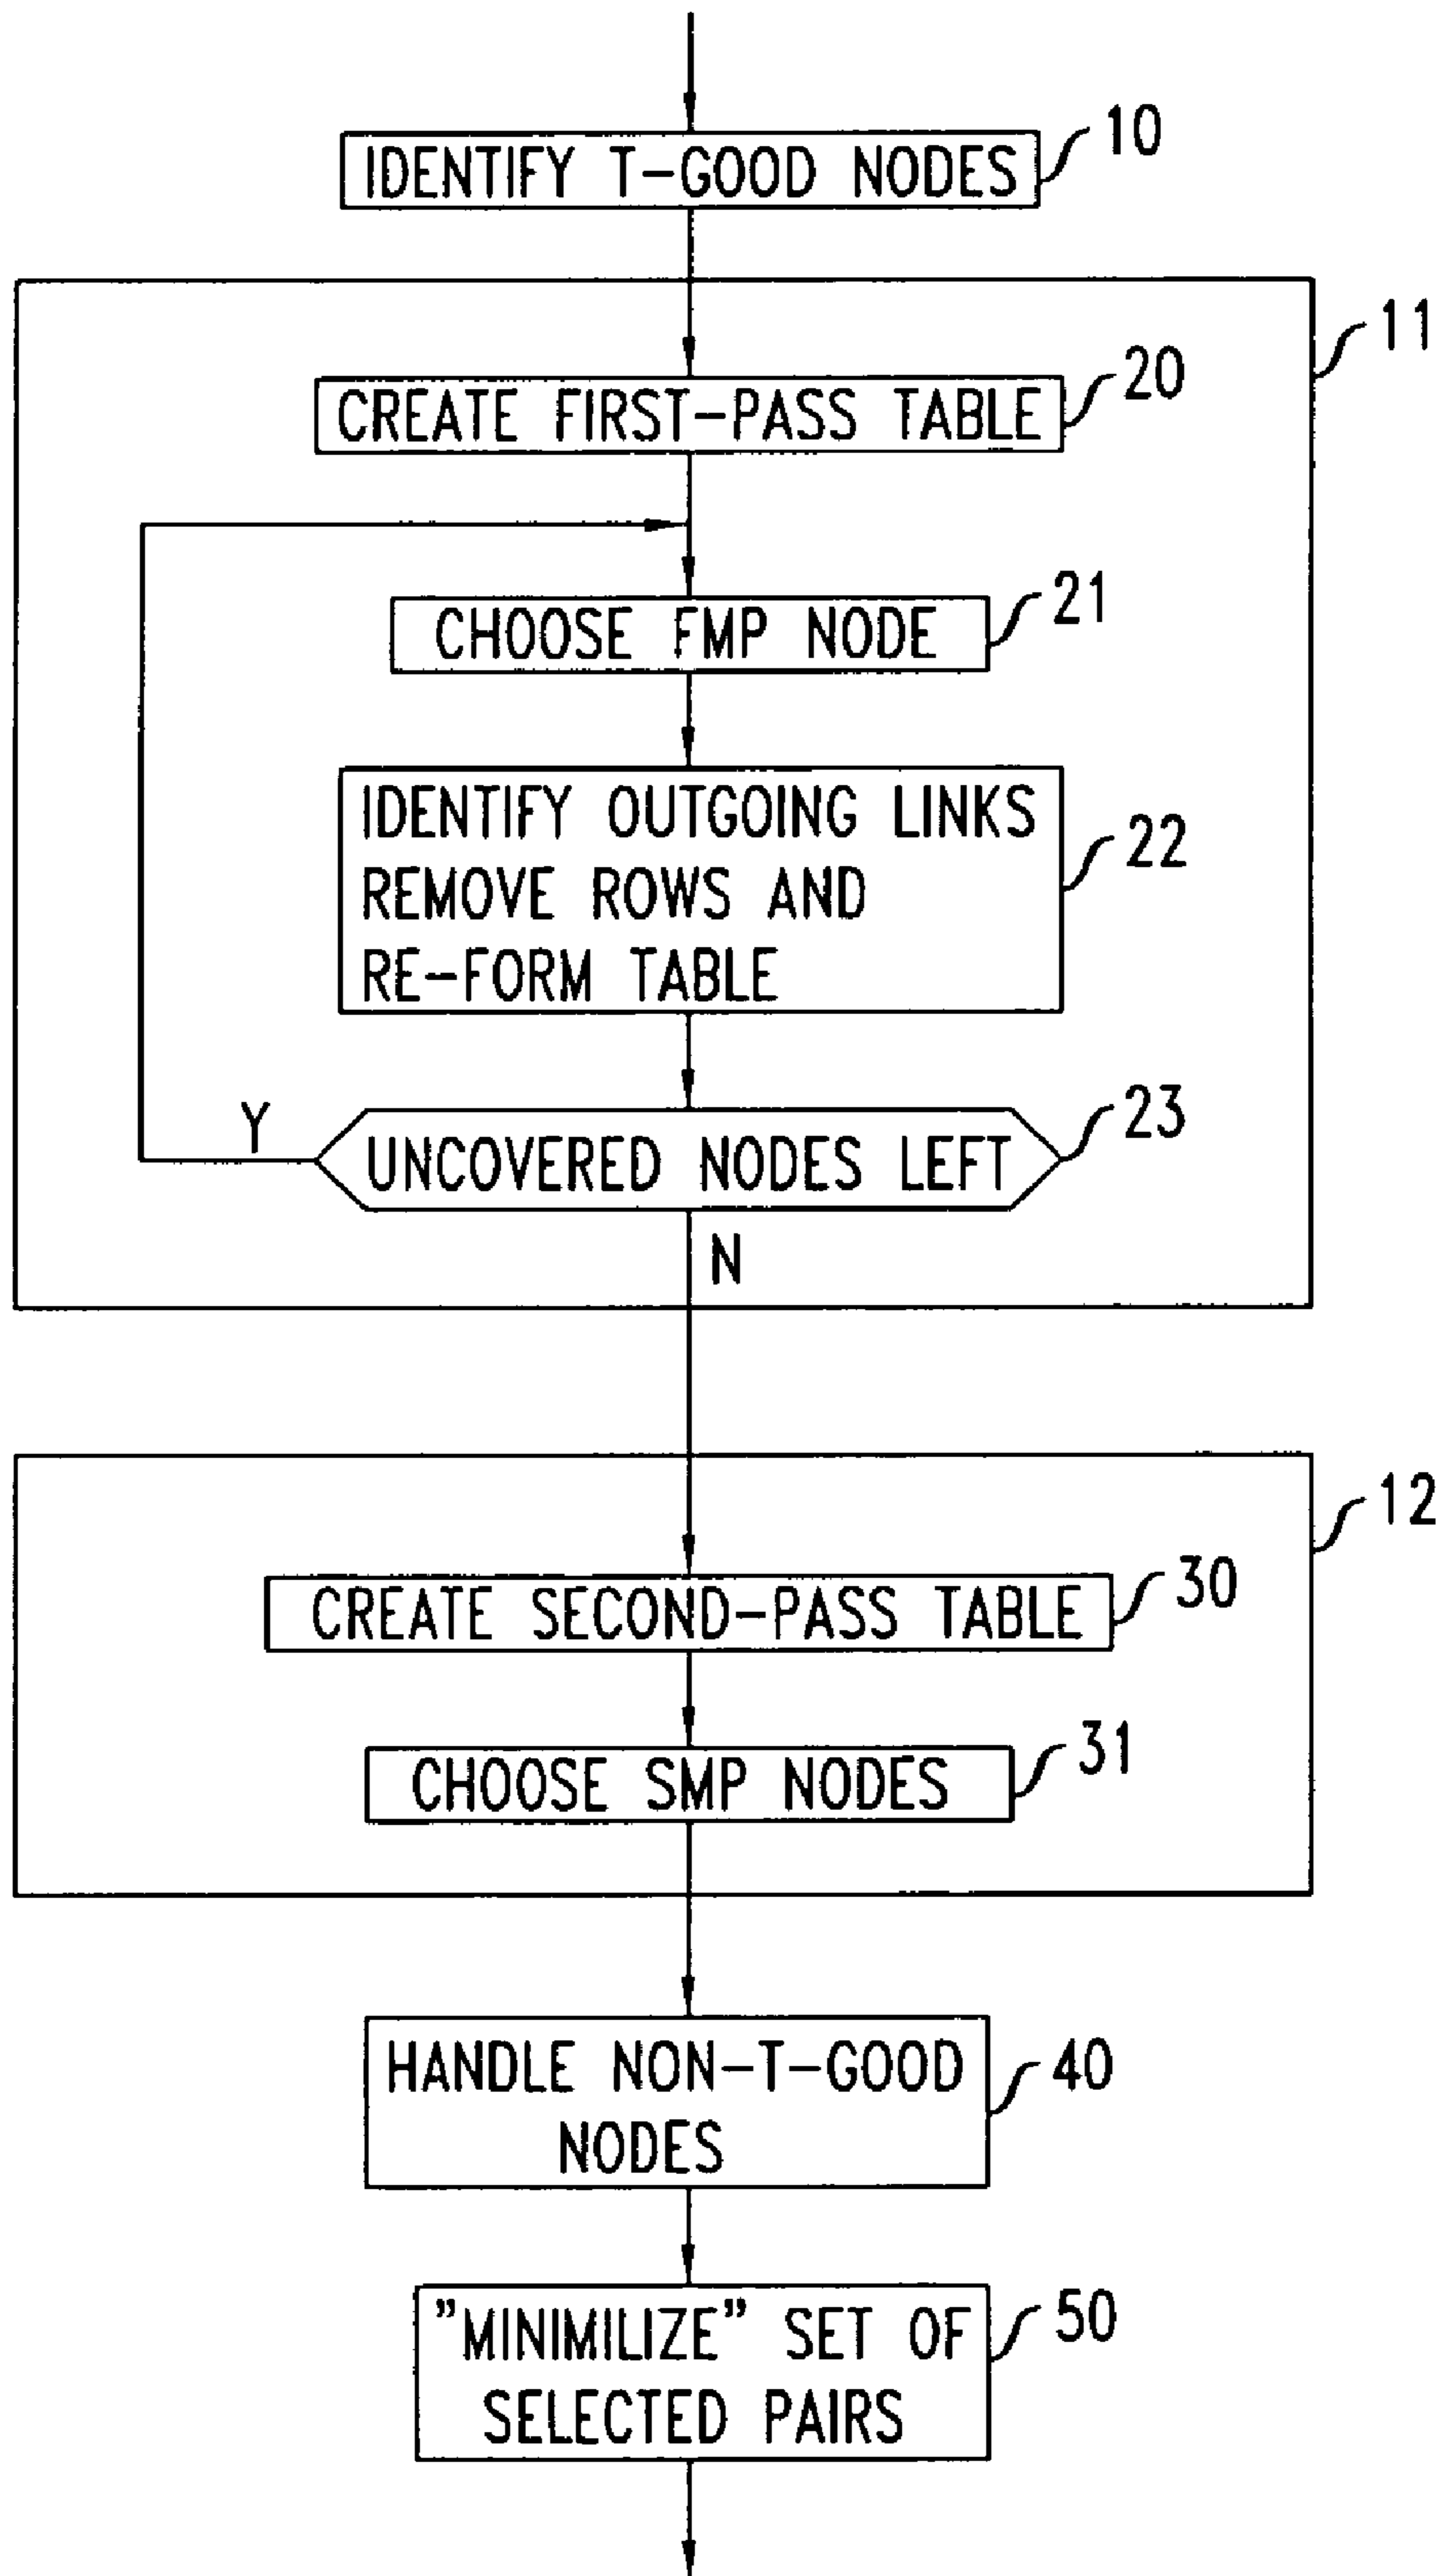 IDENTIFY T-GOOD NODES
10
11
CREATE FIRST-PASS TABLE
20
CHOOSE FMP NODE
21
IDENTIFY OUTGOING LINKS
REMOVE ROWS AND
RE-FORM TABLE
22
UNCOVERED NODES LEFT
23
Y
N
12
CREATE SECOND-PASS TABLE
30
CHOOSE SMP NODES
31
HANDLE NON-T-GOOD
NODES
40
"MINIMILIZE" SET OF
SELECTED PAIRS
50